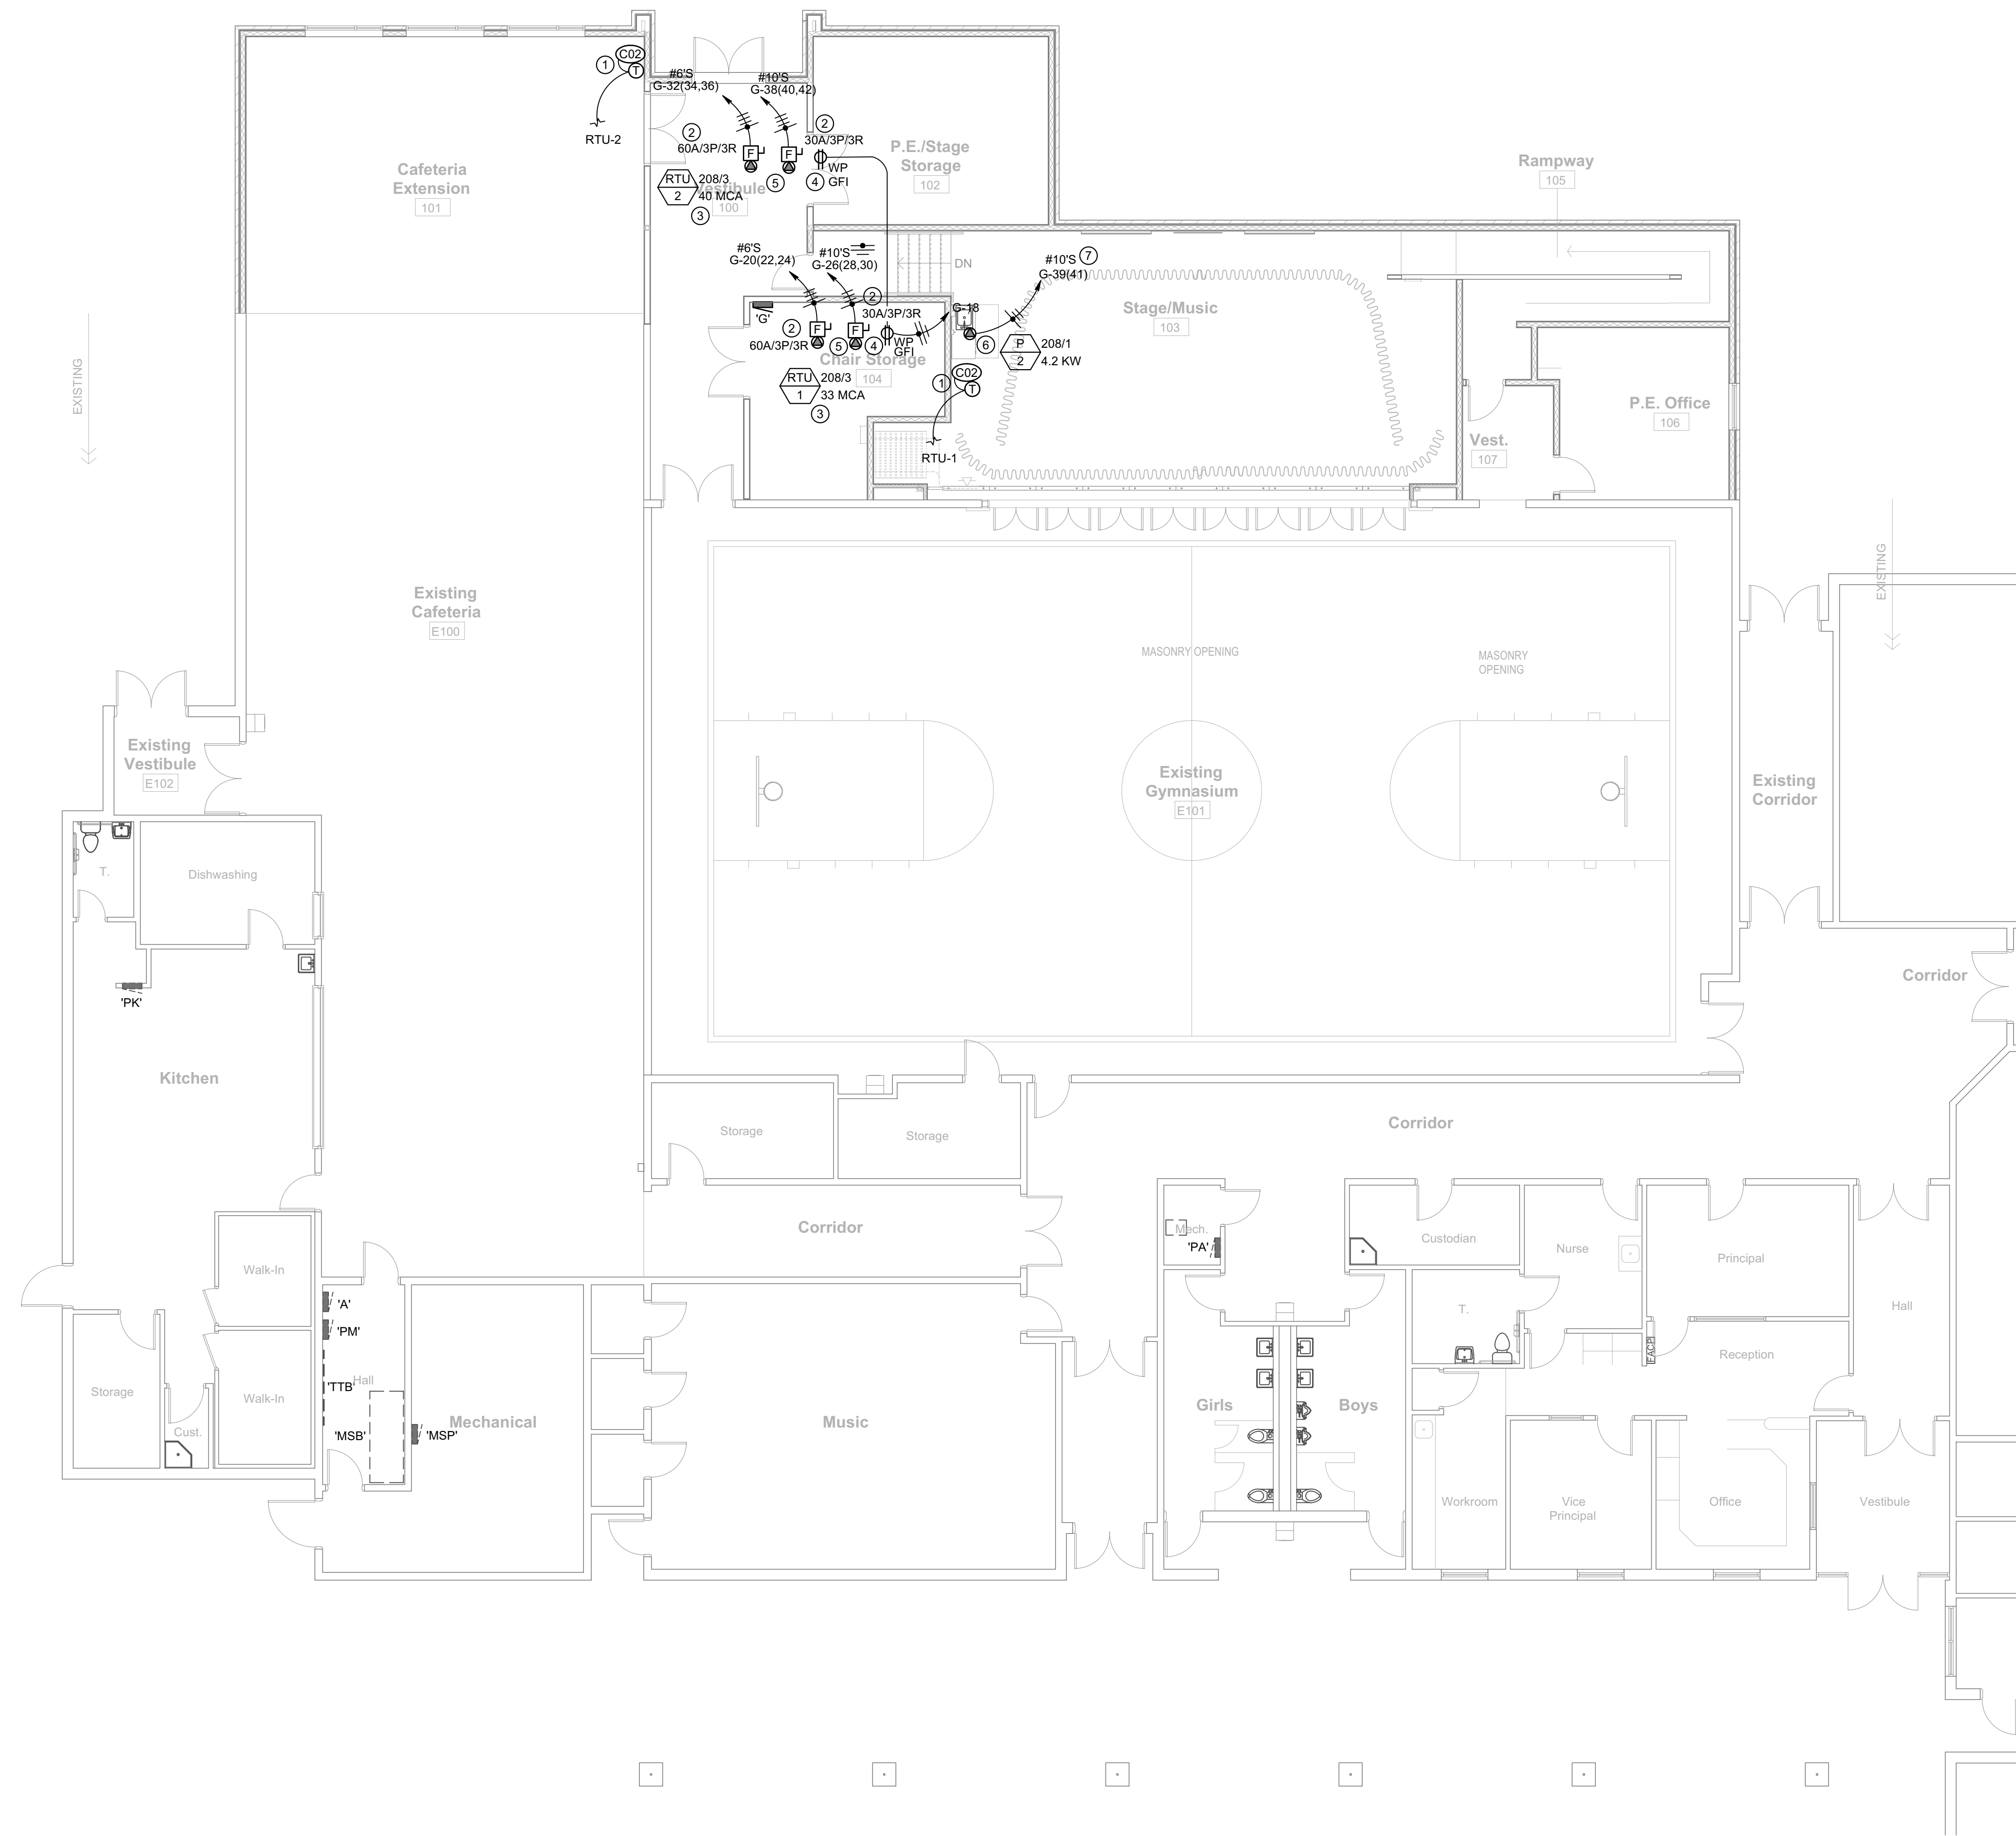 C02
1
T
#6'S
G-32(34,36)
#10'S
G-38(40,42)
RTU-2
2
60A/3P/3R
2
30A/3P/3R
F
F
WP
GFI
5
4
RTU
2
208/3
40 MCA
3
Vestibule
100
Cafeteria
Extension
101
P.E./Stage
Storage
102
Rampway
105
#6'S
G-20(22,24)
#10'S
G-26(28,30)
DN
#10'S
7
G-39(41)
'G'
2
30A/3P/3R
2
60A/3P/3R
F
F
5
4
WP
GFI
G-18
6
P
2
208/1
4.2 KW
Stage/Music
103
Chair Storage
104
RTU
1
208/3
33 MCA
3
1
C02
T
RTU-1
P.E. Office
106
Vest.
107
EXISTING
EXISTING
Existing
Cafeteria
E100
MASONRY OPENING
MASONRY
OPENING
Existing
Vestibule
E102
Existing
Gymnasium
E101
Existing
Corridor
T.
Dishwashing
'PK'
Corridor
Kitchen
Storage
Storage
Corridor
Corridor
Mech.
'PA'
Custodian
Nurse
Principal
Walk-In
'A'
'PM'
'TTB'
Hall
'MSB'
'MSP'
Mechanical
Music
T.
Hall
FACP
Reception
Storage
Walk-In
Cust.
Girls
Boys
Workroom
Vice
Principal
Office
Vestibule